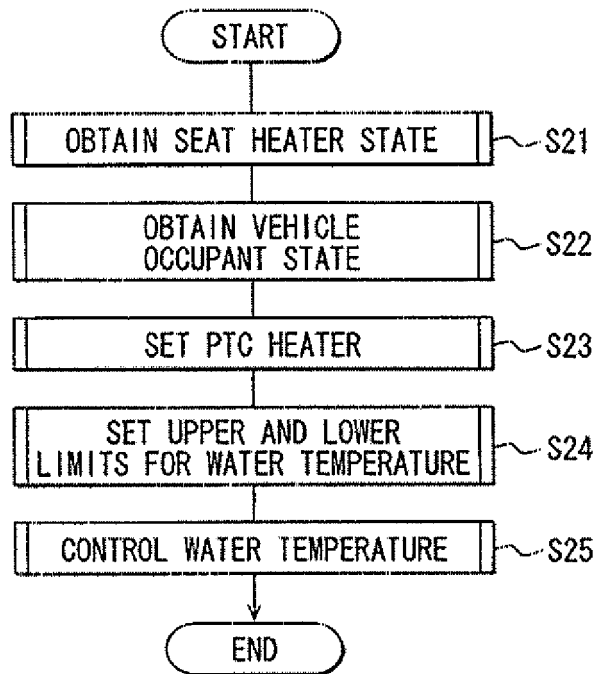 START
OBTAIN SEAT HEATER STATE
S21
OBTAIN VEHICLE
OCCUPANT STATE
S22
SET PTC HEATER
S23
SET UPPER AND LOWER
LIMITS FOR WATER TEMPERATURE
S24
CONTROL WATER TEMPERATURE
S25
END